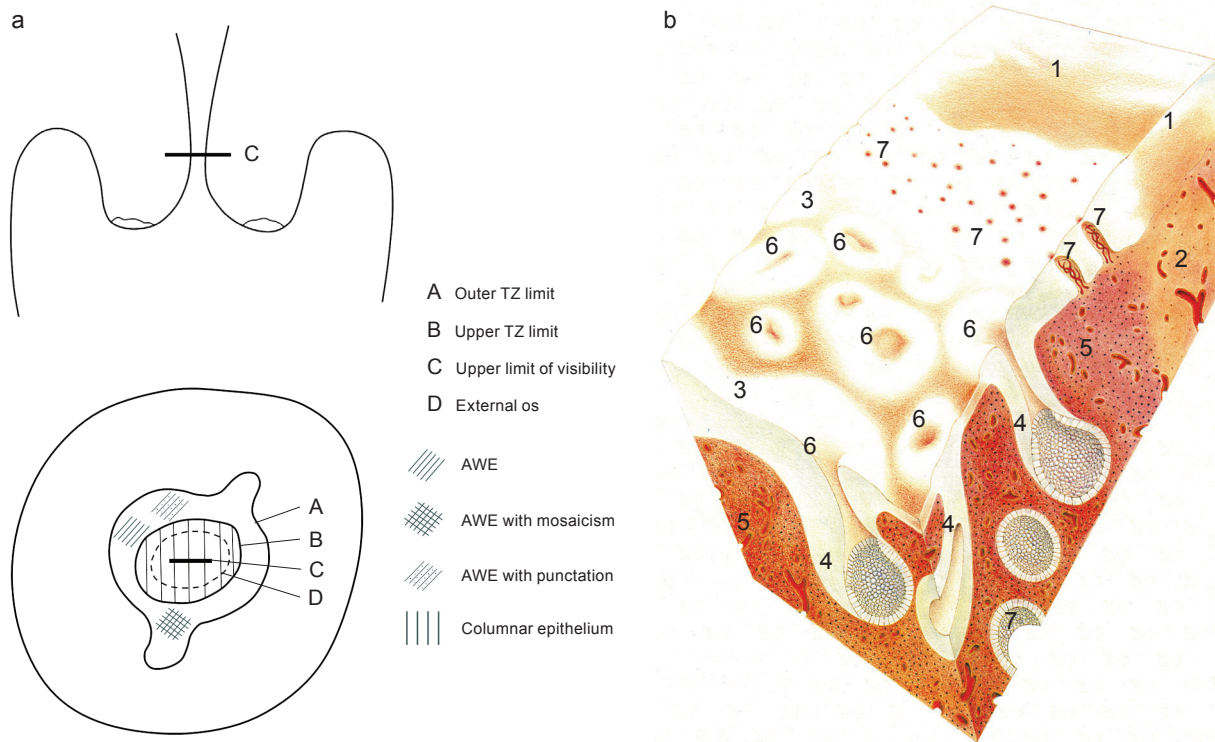 a
C
A Outer TZ limit
B Upper TZ limit
C Upper limit of visibility
D External os
AWE
AWE with mosaicism
AWE with punctation
Columnar epithelium
A
B
C
D
b
1
1
7
3
7
7
7
2
6
6
6
6
6
5
3
6
4
6
5
4
4
7